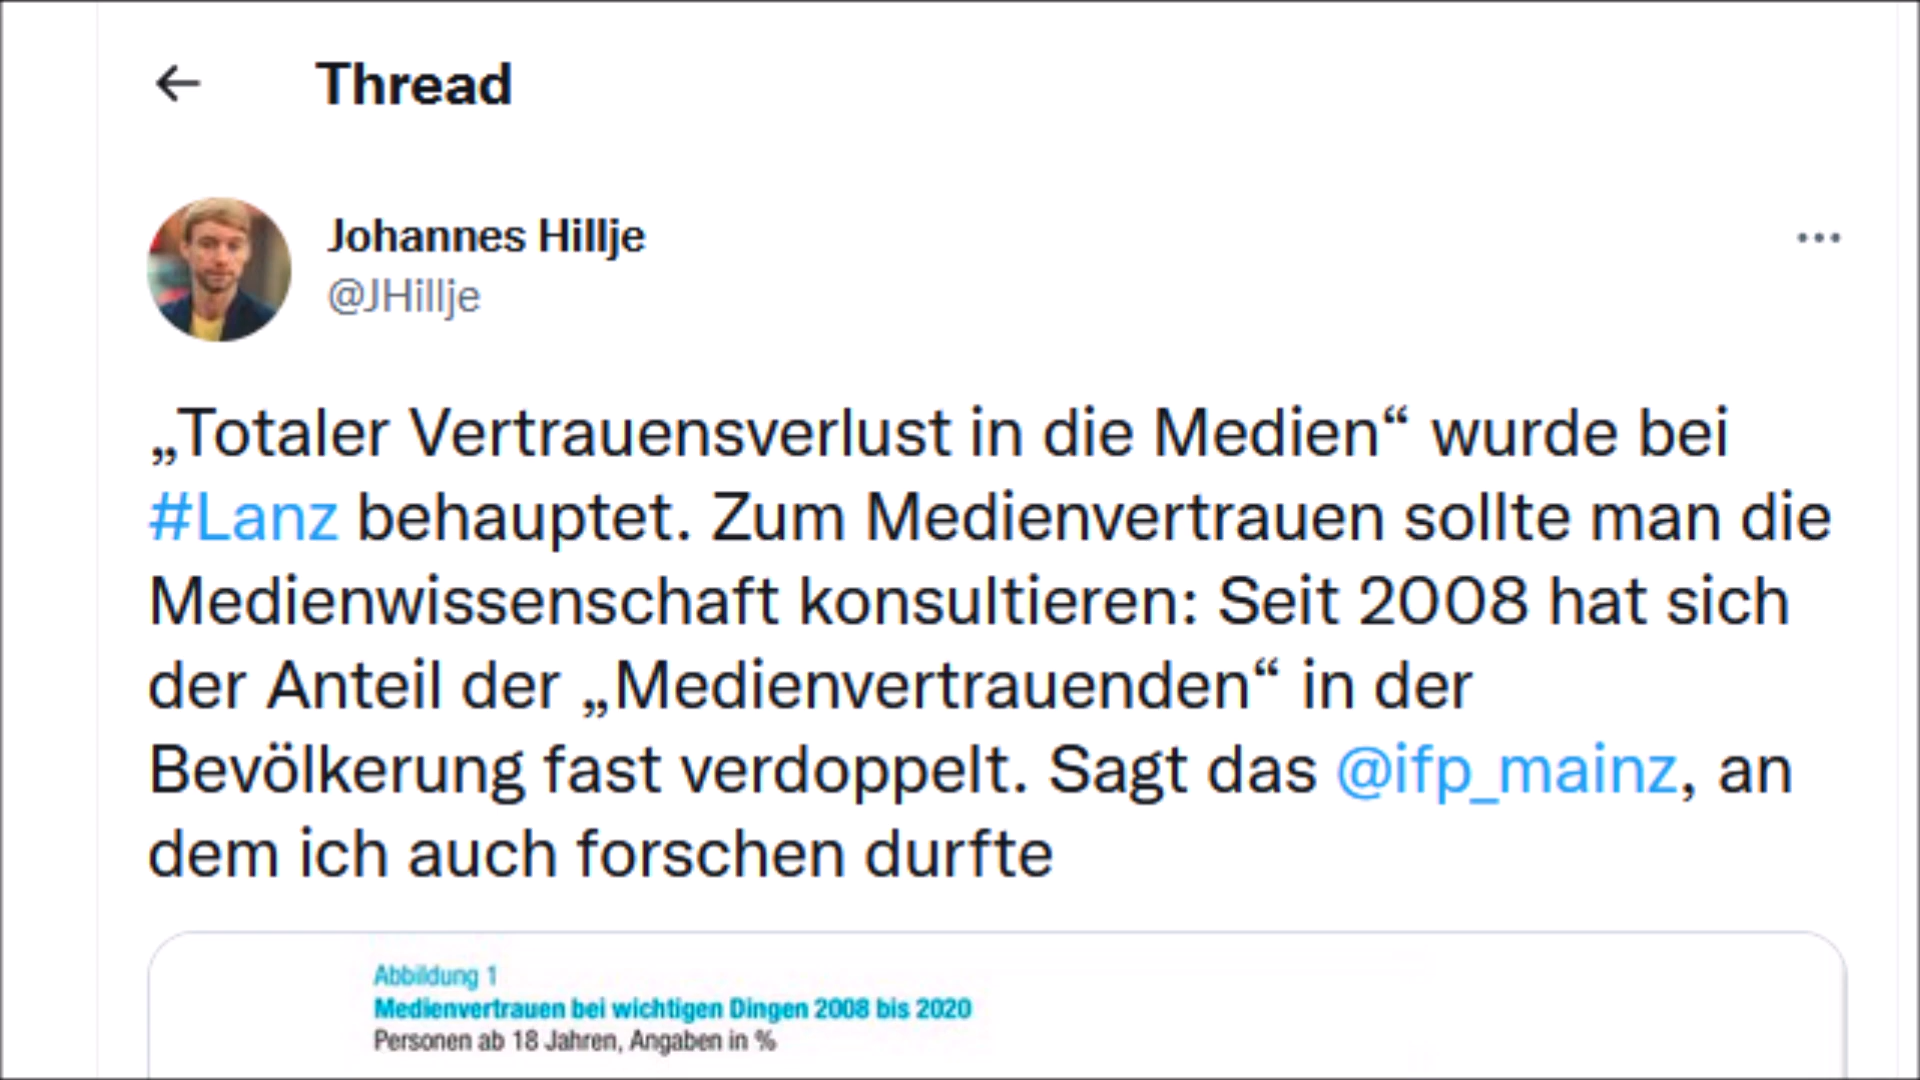 Thread
Johannes Hillje
@JHillje
„Totaler Vertrauensverlust in die Medien“ wurde bei
#Lanz behauptet. Zum Medienvertrauen sollte man die
Medienwissenschaft konsultieren: Seit 2008 hat sich
der Anteil der „Medienvertrauenden“ in der
Bevölkerung fast verdoppelt. Sagt das @ifp_mainz, an
dem ich auch forschen durfte
Abbildung 1
Medienvertrauen bei wichtigen Dingen 2008 bis 2020
Personen ab 18 Jahren, Angaben in %